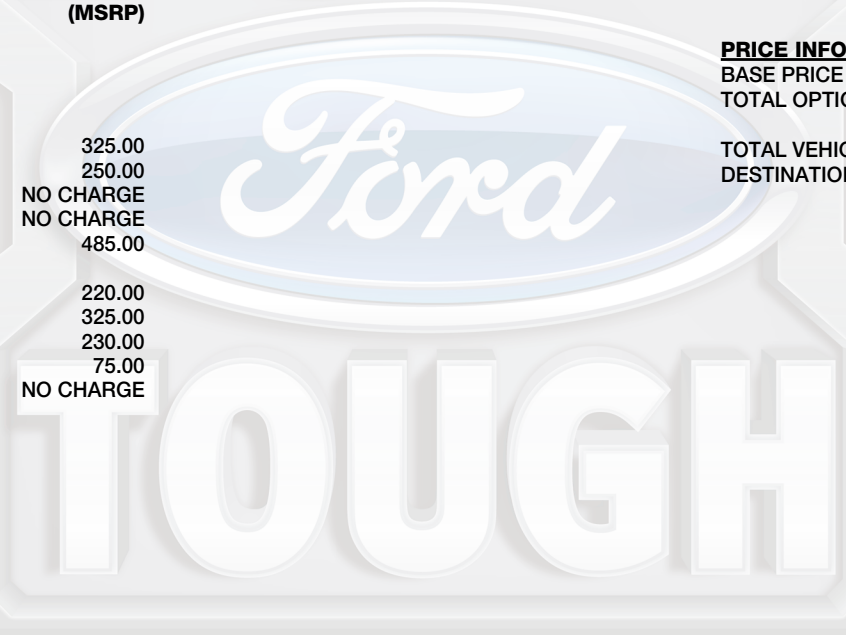 (MSRP)
325.00
250.00
NO CHARGE
NO CHARGE
485.00
220.00
325.00
230.00
75.00
NO CHARGE
PRICE INFO
BASE PRICE
TOTAL OPTIO
TOTAL VEHIC
DESTINATION
Ford
TOUGH